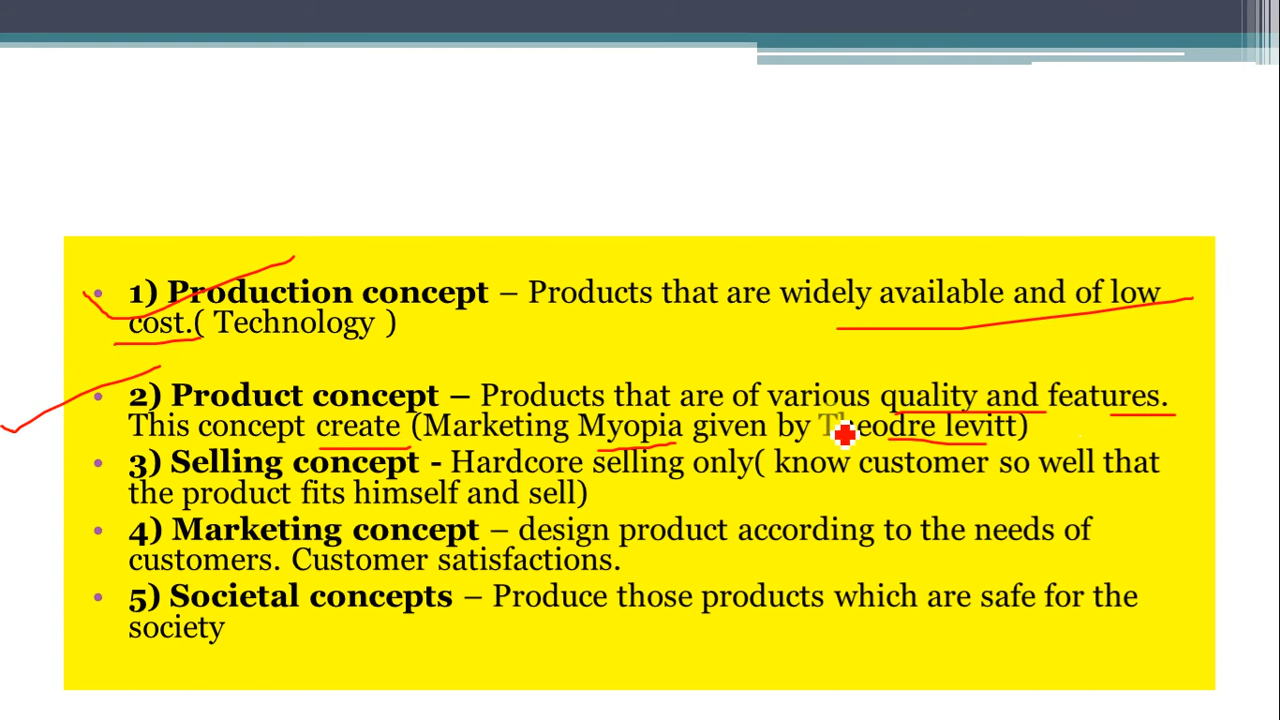 • 1) Production concept – Products that are widely available and of low
cost.( Technology )
• 2) Product concept – Products that are of various quality and features.
This concept create (Marketing Myopia given by Theodre levitt)
• 3) Selling concept - Hardcore selling only( know customer so well that
the product fits himself and sell)
• 4) Marketing concept – design product according to the needs of
customers. Customer satisfactions.
• 5) Societal concepts – Produce those products which are safe for the
society